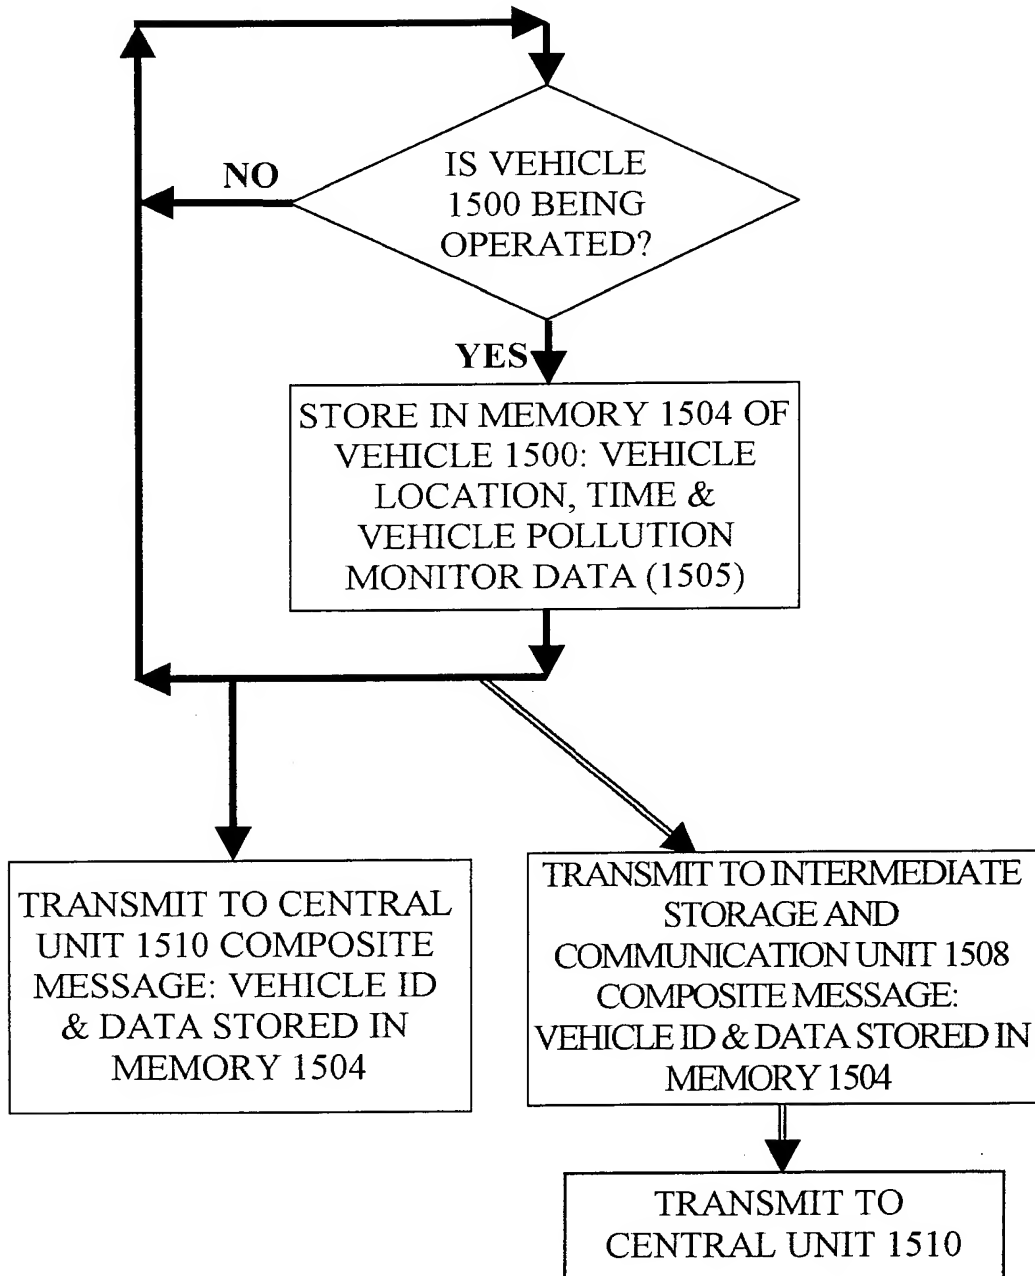 IS VEHICLE
1500 BEING
OPERATED?
NO
YES
STORE IN MEMORY 1504 OF
VEHICLE 1500: VEHICLE
LOCATION, TIME &
VEHICLE POLLUTION
MONITOR DATA (1505)
TRANSMIT TO CENTRAL
UNIT 1510 COMPOSITE
MESSAGE: VEHICLE ID
& DATA STORED IN
MEMORY 1504
TRANSMIT TO INTERMEDIATE
STORAGE AND
COMMUNICATION UNIT 1508
COMPOSITE MESSAGE:
VEHICLE ID & DATA STORED IN
MEMORY 1504
TRANSMIT TO
CENTRAL UNIT 1510